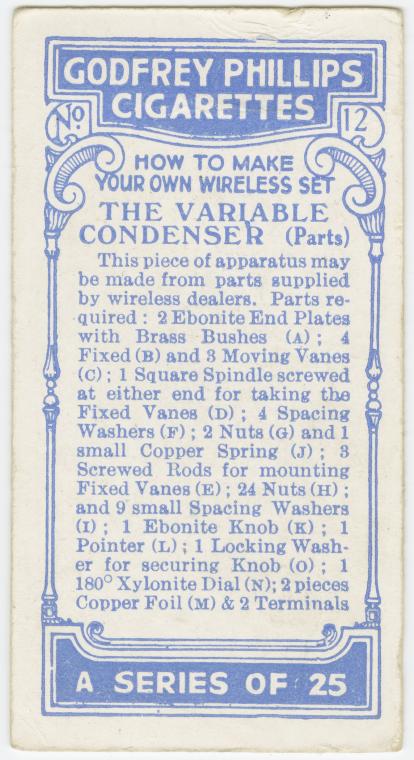 GODFREY PHILLIPS
CIGARETTES
No. 12
HOW TO MAKE
YOUR OWN WIRELESS SET
THE VARIABLE
CONDENSER (Parts)
This piece of apparatus may
be made from parts supplied
by wireless dealers. Parts re-
quired : 2 Ebonite End Plates
with Brass Bushes (A) ; 4
Fixed (B) and 3 Moving Vanes
(C) ; 1 Square Spindle screwed
at either end for taking the
Fixed Vanes (D) ; 4 Spacing
Washers (F) ; 2 Nuts (G) and 1
small Copper Spring (J) ; 3
Screwed Rods for mounting
Fixed Vanes (E) ; 24 Nuts (H) ;
and 9 small Spacing Washers
(I) ; 1 Ebonite Knob (K) ; 1
Pointer (L) ; 1 Locking Wash-
er for securing Knob (O) ; 1
180° Xylonite Dial (N); 2 pieces
Copper Foil (M) & 2 Terminals
A SERIES OF 25